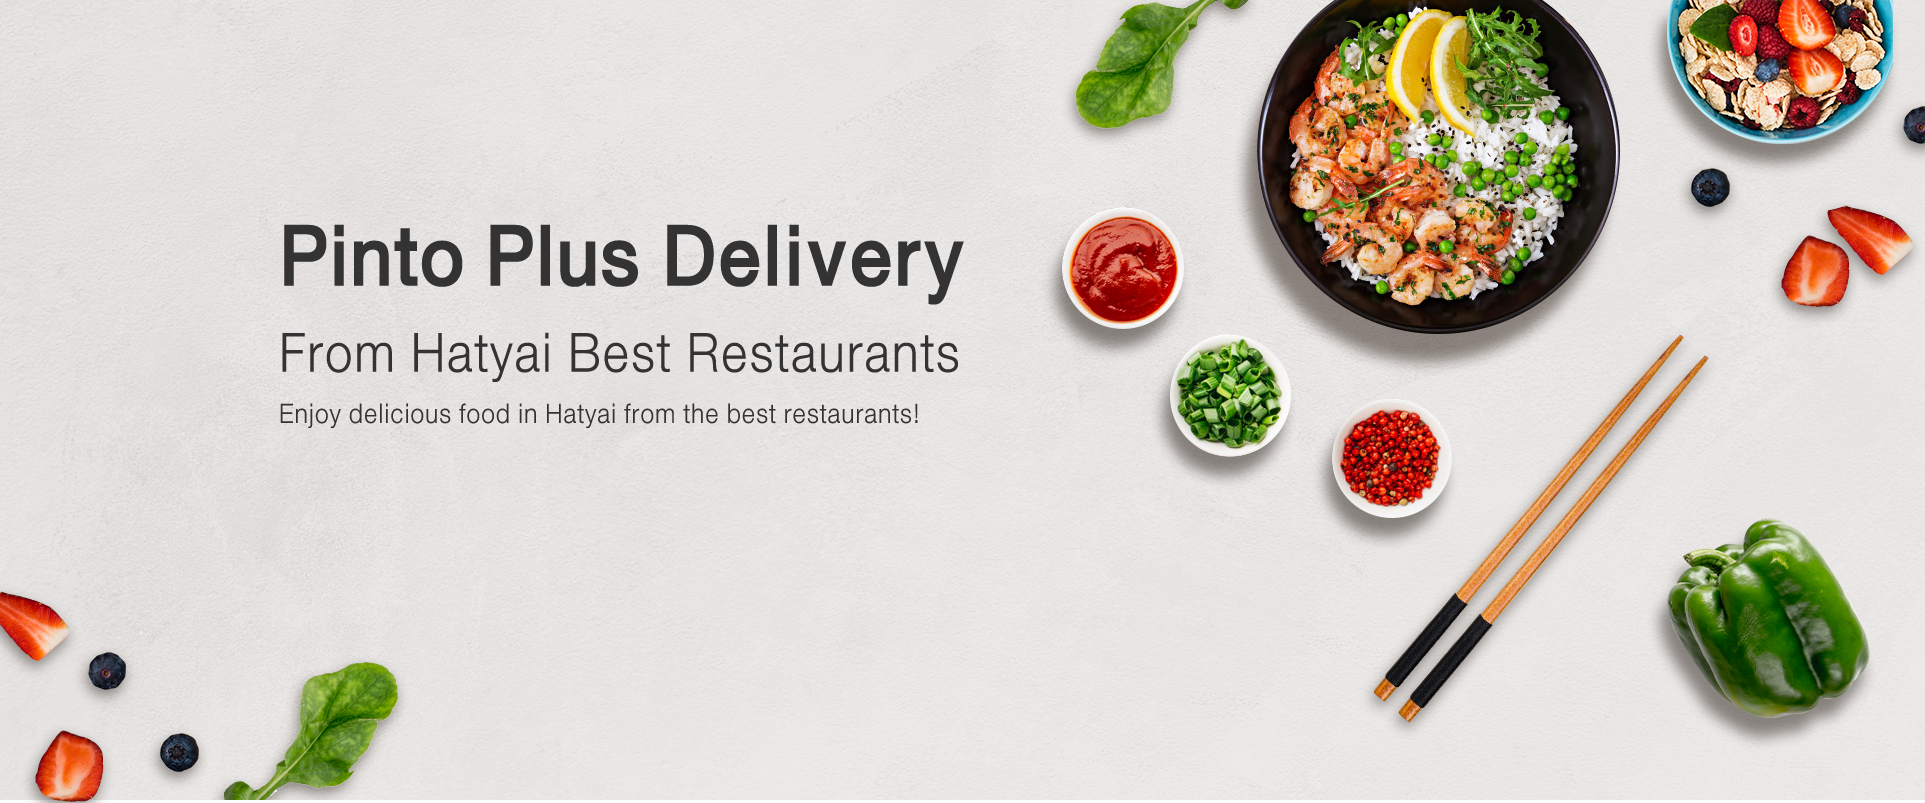 Pinto Plus Delivery
From Hatyai Best Restaurants
Enjoy delicious food in Hatyai from the best restaurants!